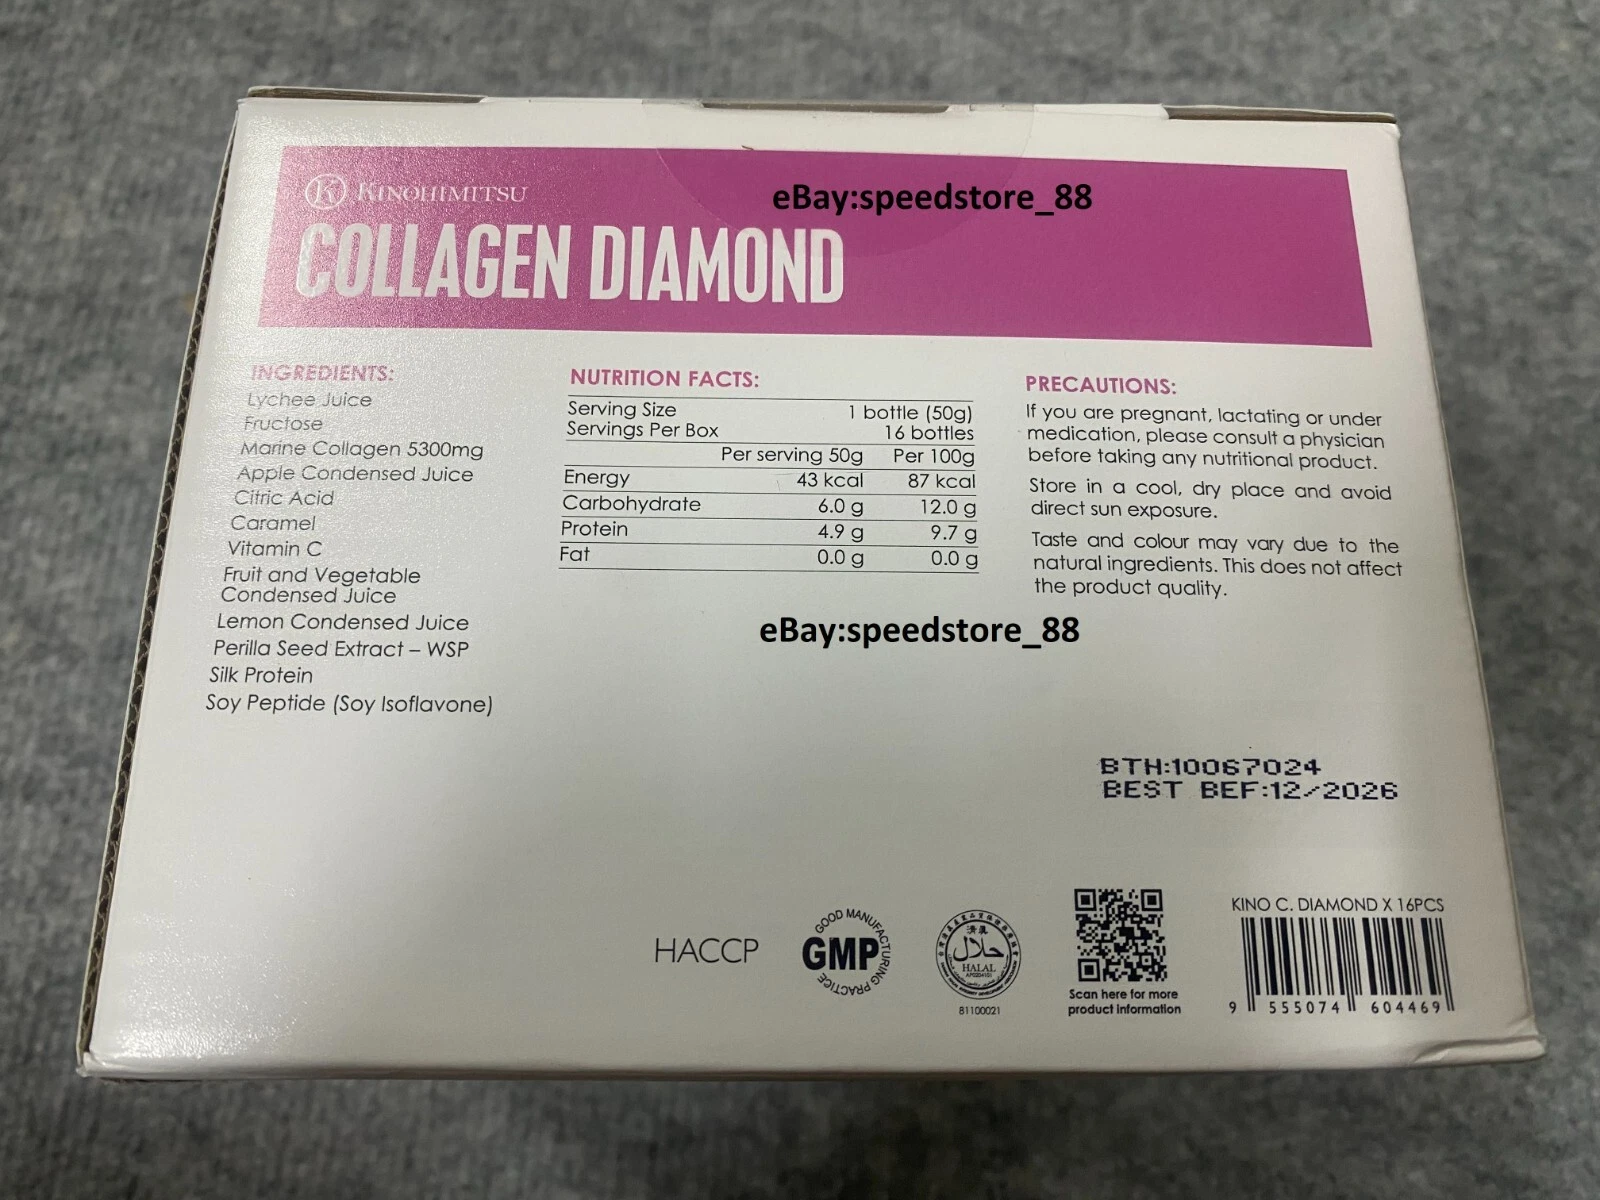 KINOHIMITSU
eBay:speedstore_88
COLLAGEN DIAMOND
INGREDIENTS:
Lychee Juice
Fructose
Marine Collagen 5300mg
Apple Condensed Juice
Citric Acid
Caramel
Vitamin C
Fruit and Vegetable
Condensed Juice
Lemon Condensed Juice
Perilla Seed Extract – WSP
Silk Protein
Soy Peptide (Soy Isoflavone)
NUTRITION FACTS:
Serving Size 1 bottle (50g)
Servings Per Box 16 bottles
Per serving 50g Per 100g
Energy 43 kcal 87 kcal
Carbohydrate 6.0 g 12.0 g
Protein 4.9 g 9.7 g
Fat 0.0 g 0.0 g
PRECAUTIONS:
If you are pregnant, lactating or under
medication, please consult a physician
before taking any nutritional product.
Store in a cool, dry place and avoid
direct sun exposure.
Taste and colour may vary due to the
natural ingredients. This does not affect
the product quality.
eBay:speedstore_88
BTH:10067024
BEST BEF:12/2026
HACCP
GOOD MANUFACTURING PRACTICE
GMP
清真
حلال
HALAL
81100021
Scan here for more
product information
KINO C. DIAMOND X 16PCS
9 555074 604469